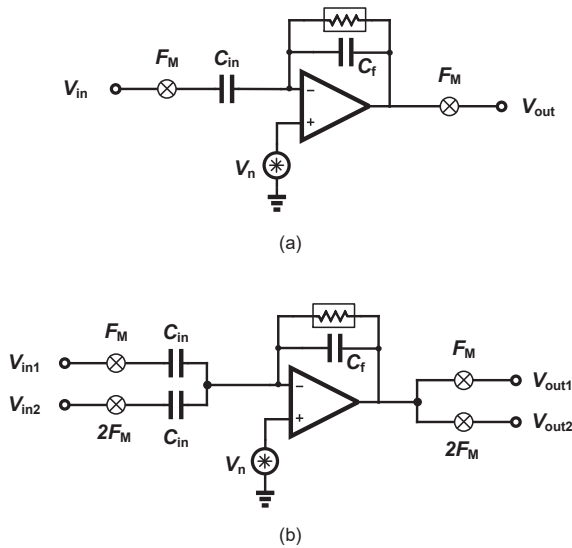 F_M C_in C_f F_M
V_in V_out
V_n
(a)
F_M C_in C_f F_M
V_in1 V_out1
V_in2 V_out2
2F_M C_in V_n 2F_M
(b)